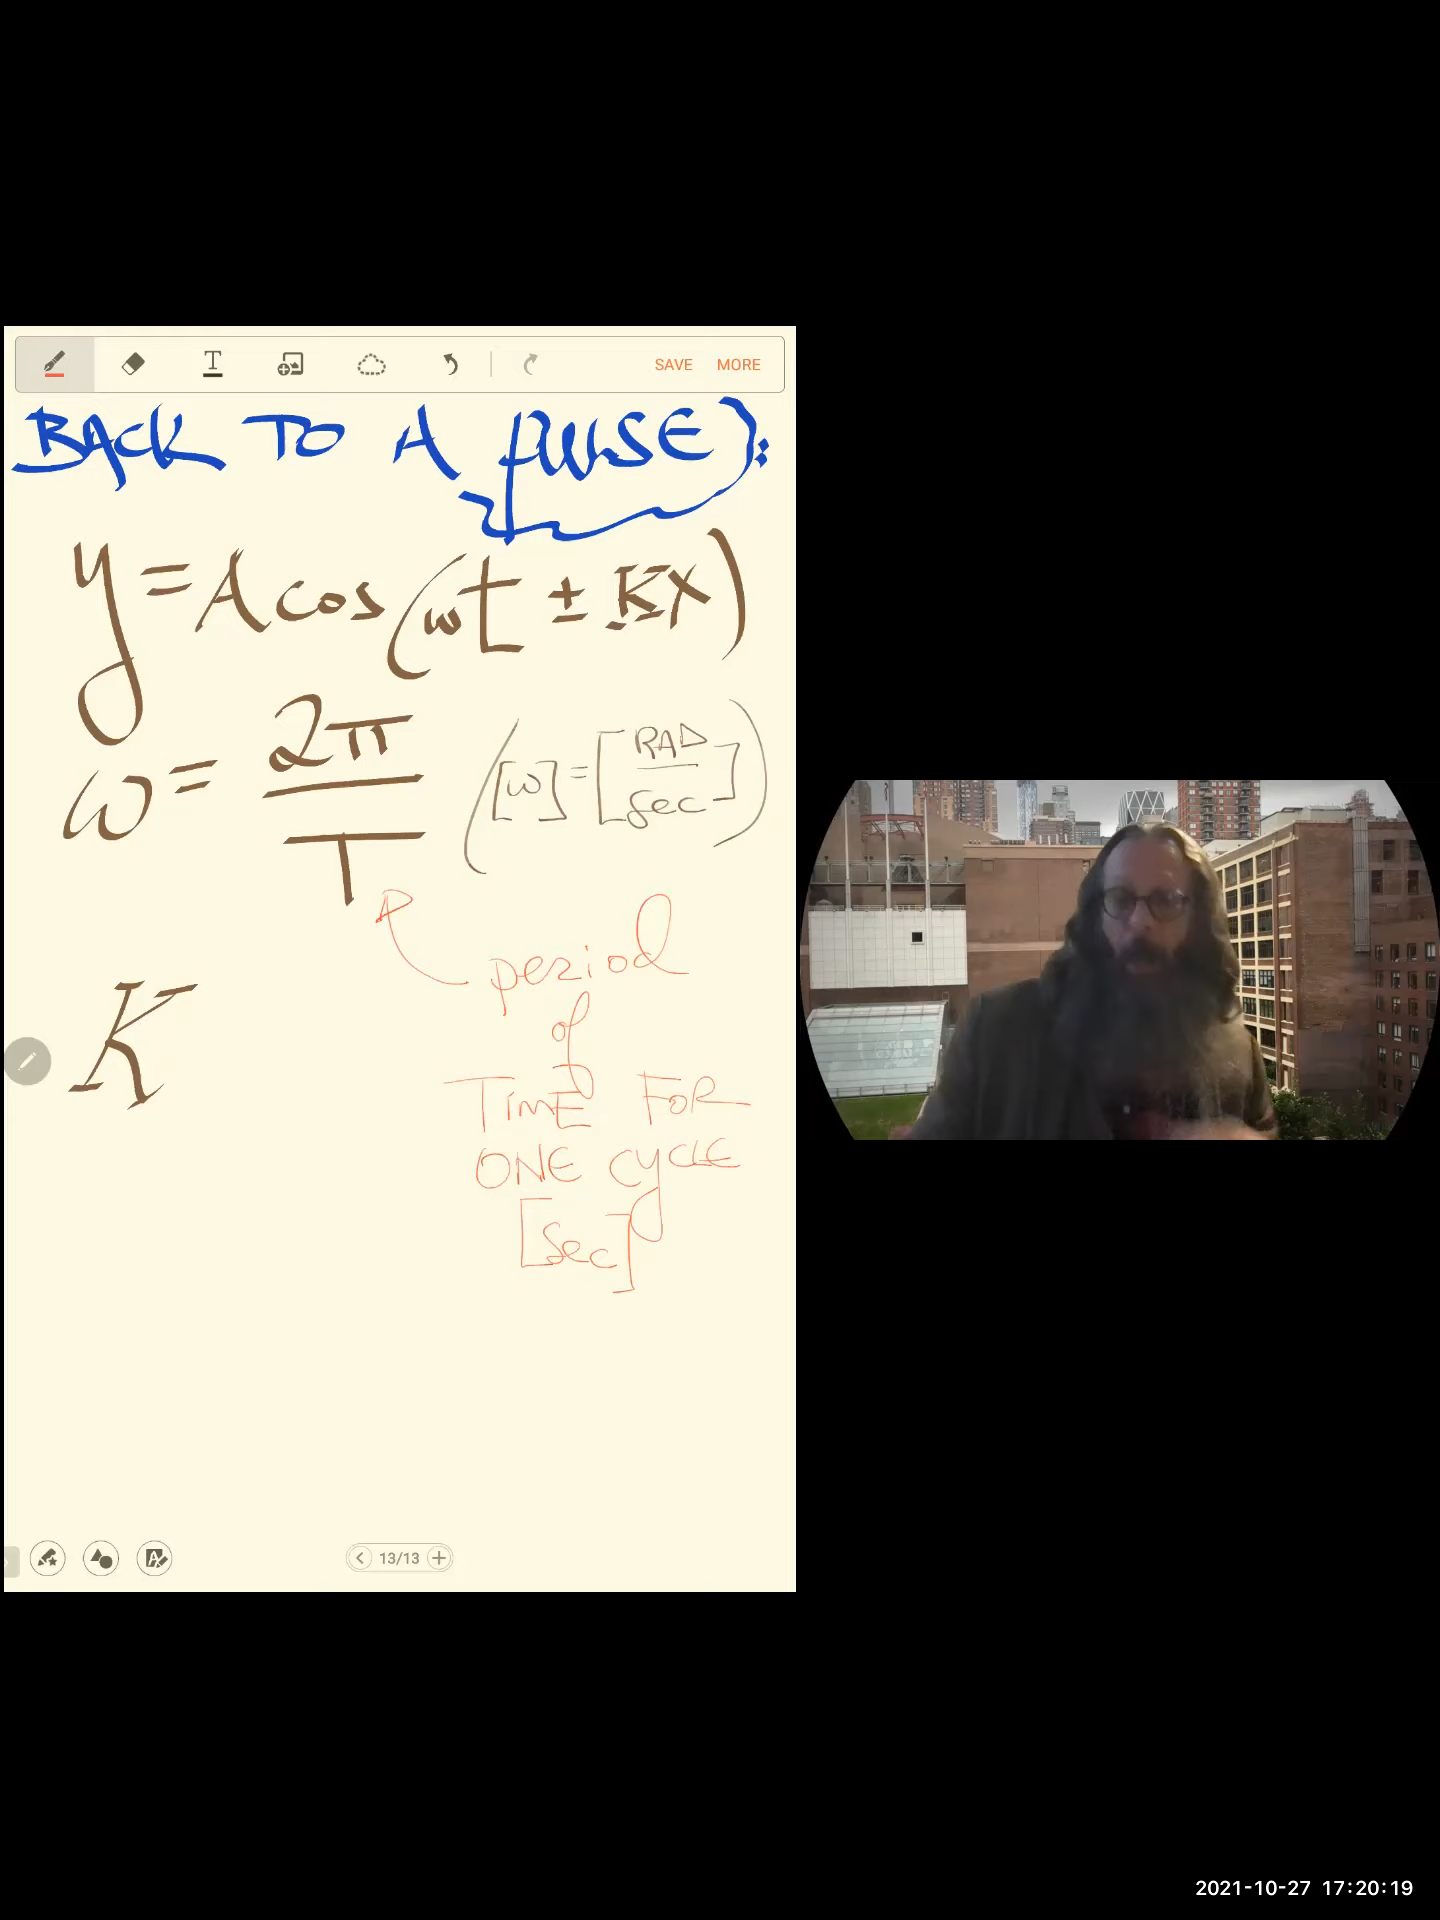 T
SAVE MORE
BACK TO A PULSE:
y = A cos(ωt ± Kx)
ω = 2π / T ([ω] = [RAD / Sec])
period
of
TIME FOR
ONE CYCLE
[Sec]
K
A
13/13
2021-10-27 17:20:19